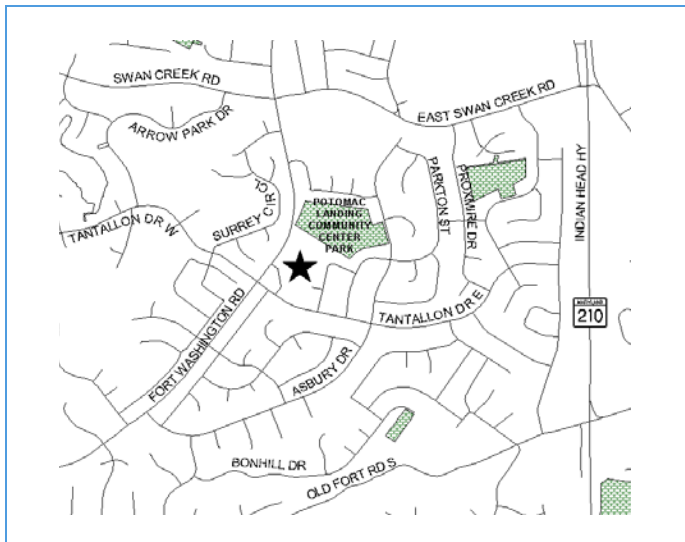 SWAN CREEK RD
EAST SWAN CREEK RD
ARROW PARK DR
INDIAN HEAD HY
PARKTON ST
PROXMIRE DR
SURREY CIR CT
POTOMAC
LANDING
COMMUNITY
CENTER
PARK
TANTALLON DR W
MARYLAND
210
TANTALLON DR E
FORT WASHINGTON RD
ASBURY DR
BONHILL DR
OLD FORT RD S